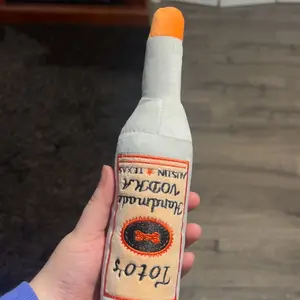 Toto's
Handmade
VODKA
AUSTIN ★ TEXAS